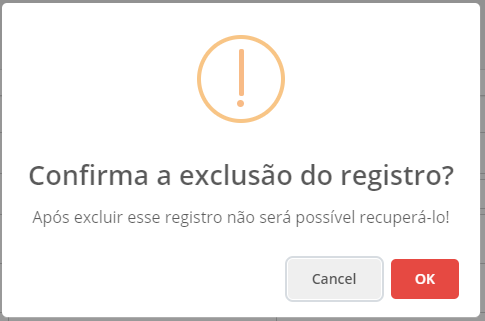 Confirma a exclusão do registro?
Após excluir esse registro não será possível recuperá-lo!
Cancel
OK